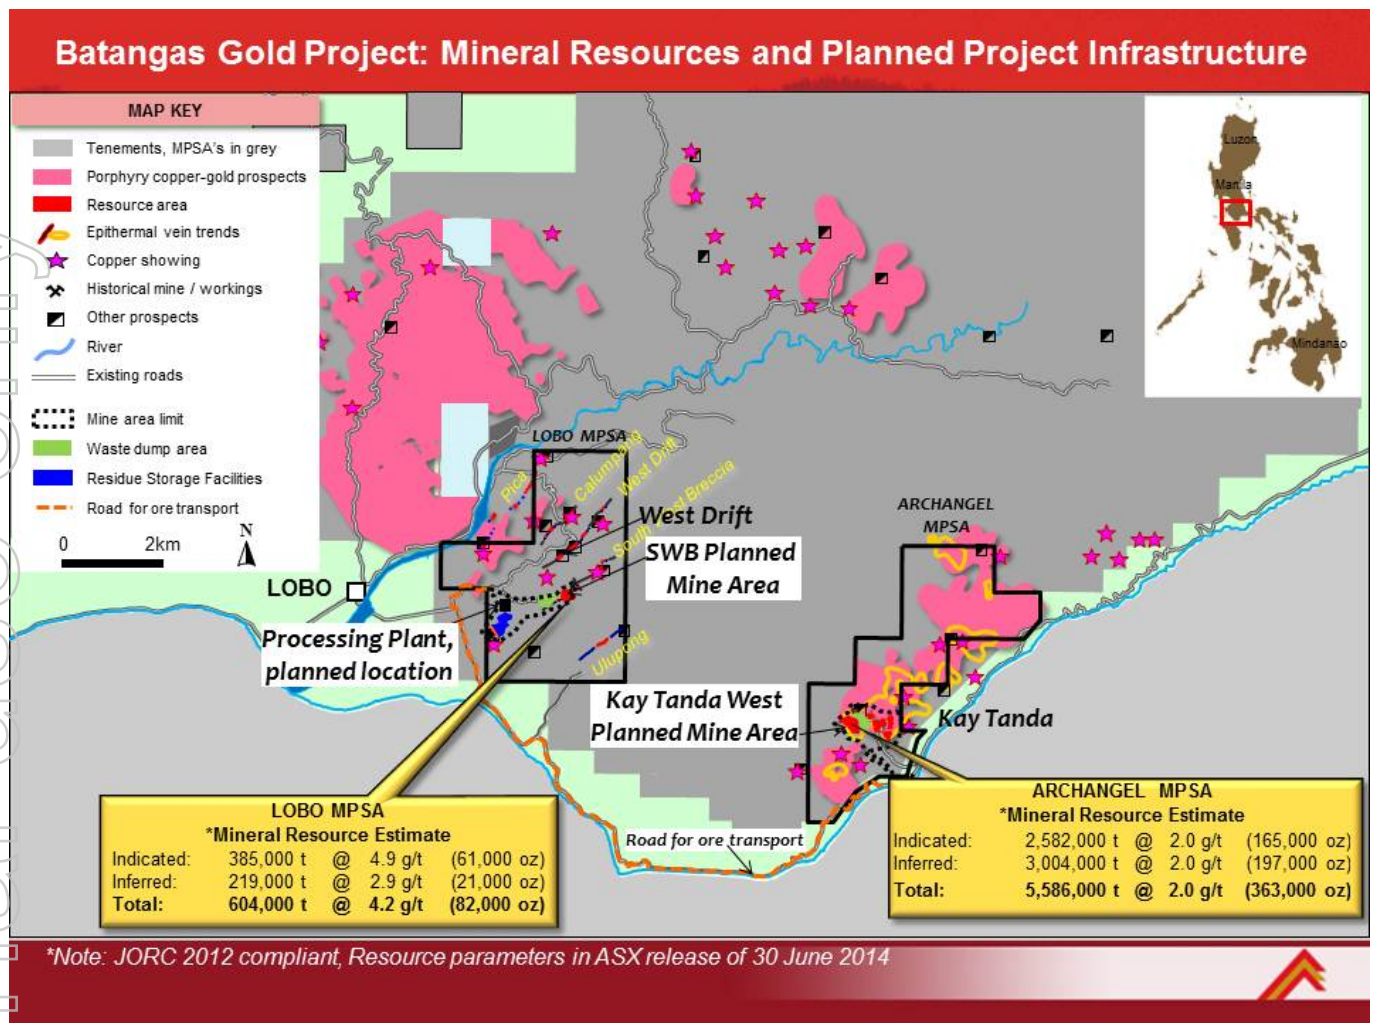 Batangas Gold Project: Mineral Resources and Planned Project Infrastructure
MAP KEY
Tenements, MPSA's in grey
Porphyry copper-gold prospects
Resource area
Epithermal vein trends
Copper showing
Historical mine / workings
Other prospects
River
Existing roads
Mine area limit
Waste dump area
Residue Storage Facilities
Road for ore transport
0 2km
N
Luzon
Manila
Mindanao
LOBO MPSA
Pica
Calumpang
West Drift
South West Breccia
West Drift
SWB Planned
Mine Area
ARCHANGEL
MPSA
LOBO
Processing Plant,
planned location
Ulupong
Kay Tanda West
Planned Mine Area
Kay Tanda
Road for ore transport
LOBO MPSA
*Mineral Resource Estimate
Indicated: 385,000 t @ 4.9 g/t (61,000 oz)
Inferred: 219,000 t @ 2.9 g/t (21,000 oz)
Total: 604,000 t @ 4.2 g/t (82,000 oz)
ARCHANGEL MPSA
*Mineral Resource Estimate
Indicated: 2,582,000 t @ 2.0 g/t (165,000 oz)
Inferred: 3,004,000 t @ 2.0 g/t (197,000 oz)
Total: 5,586,000 t @ 2.0 g/t (363,000 oz)
*Note: JORC 2012 compliant, Resource parameters in ASX release of 30 June 2014